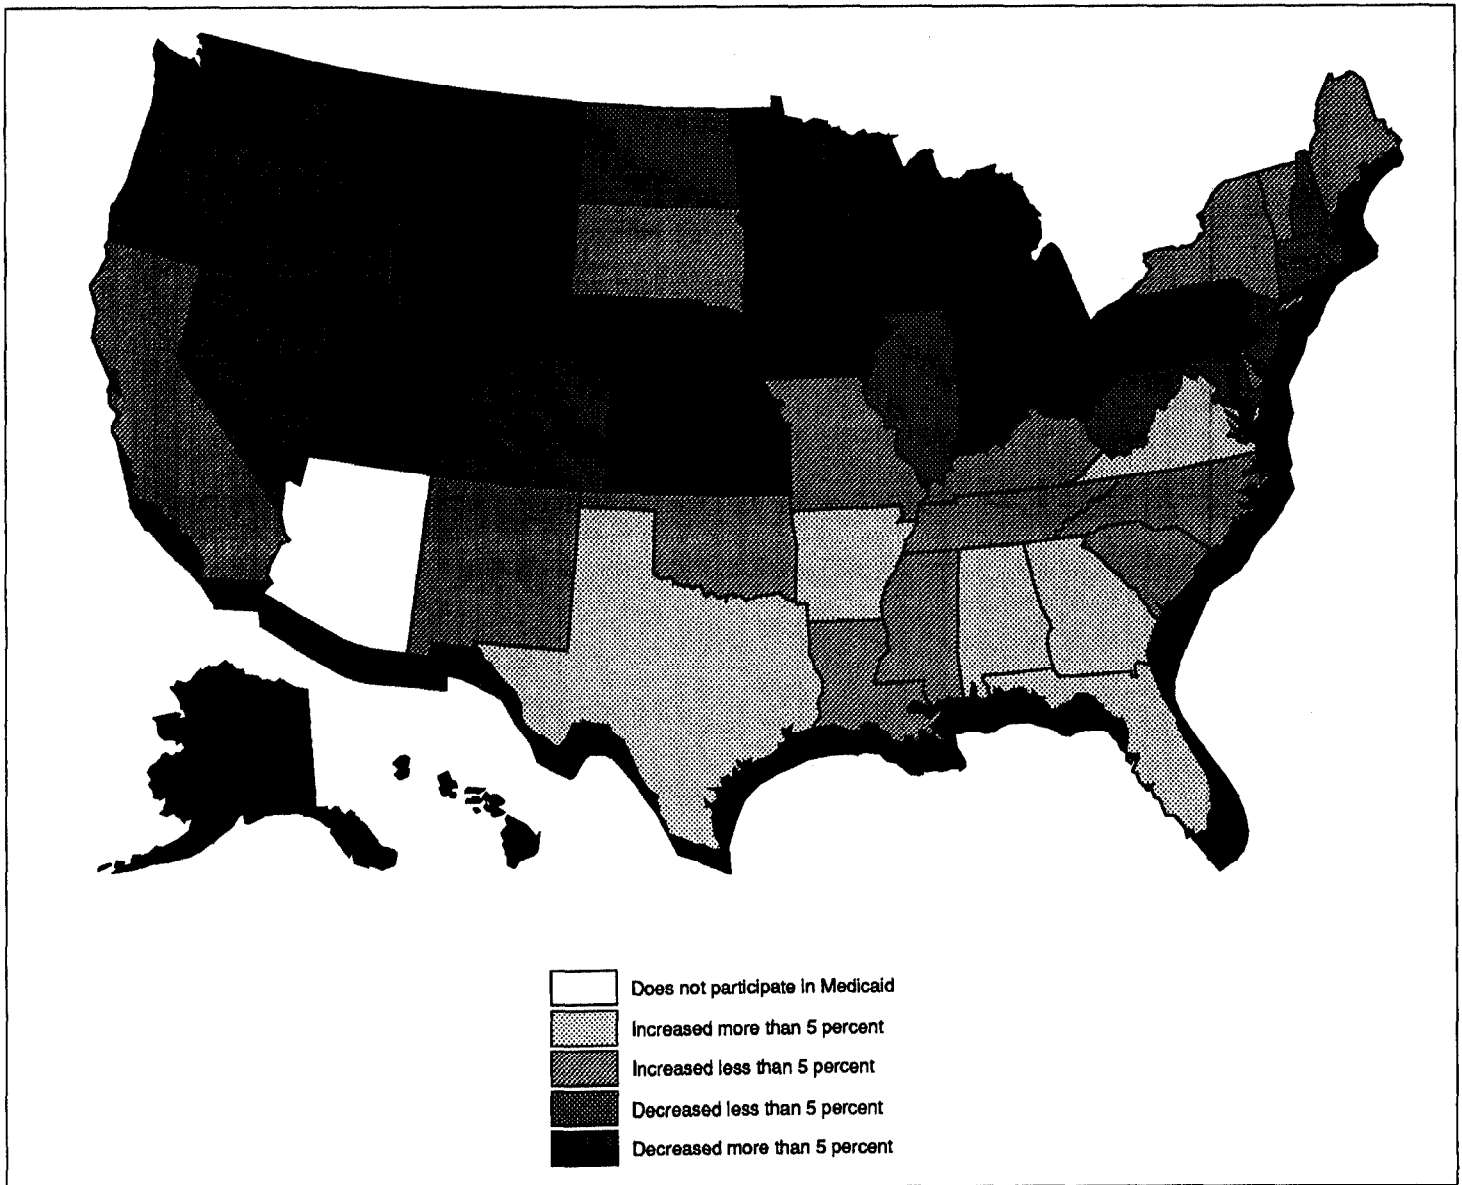 Does not participate in Medicaid
Increased more than 5 percent
Increased less than 5 percent
Decreased less than 5 percent
Decreased more than 5 percent